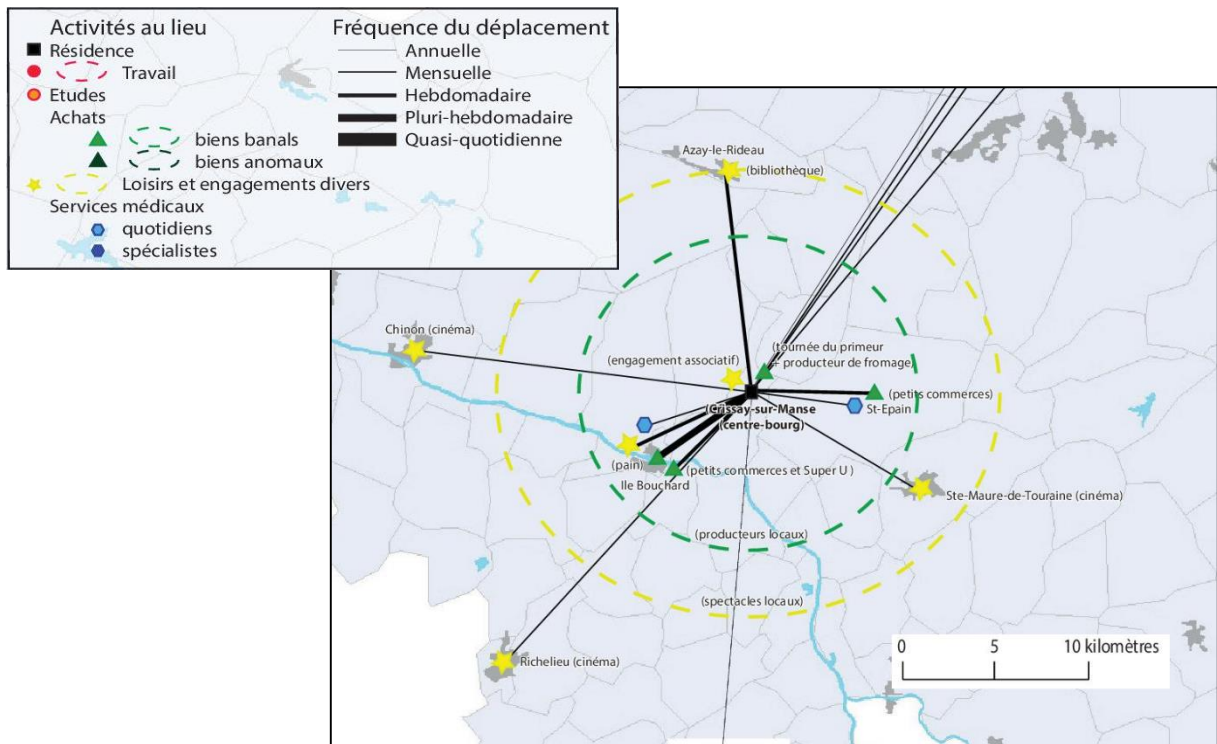 Activités au lieu
Résidence
Travail
Etudes
Achats
biens banals
biens anomaux
Loisirs et engagements divers
Services médicaux
quotidiens
spécialistes
Fréquence du déplacement
Annuelle
Mensuelle
Hebdomadaire
Pluri-hebdomadaire
Quasi-quotidienne
Azay-le-Rideau
(bibliothèque)
Chinon (cinéma)
(engagement associatif)
(tournée du primeur
+ producteur de fromage)
(petits commerces)
St-Epain
(Crissay-sur-Manse
(centre-bourg)
(pain)
(petits commerces et Super U )
Ile Bouchard
Ste-Maure-de-Touraine (cinéma)
(producteurs locaux)
(spectacles locaux)
Richelieu (cinéma)
0 5 10 kilomètres